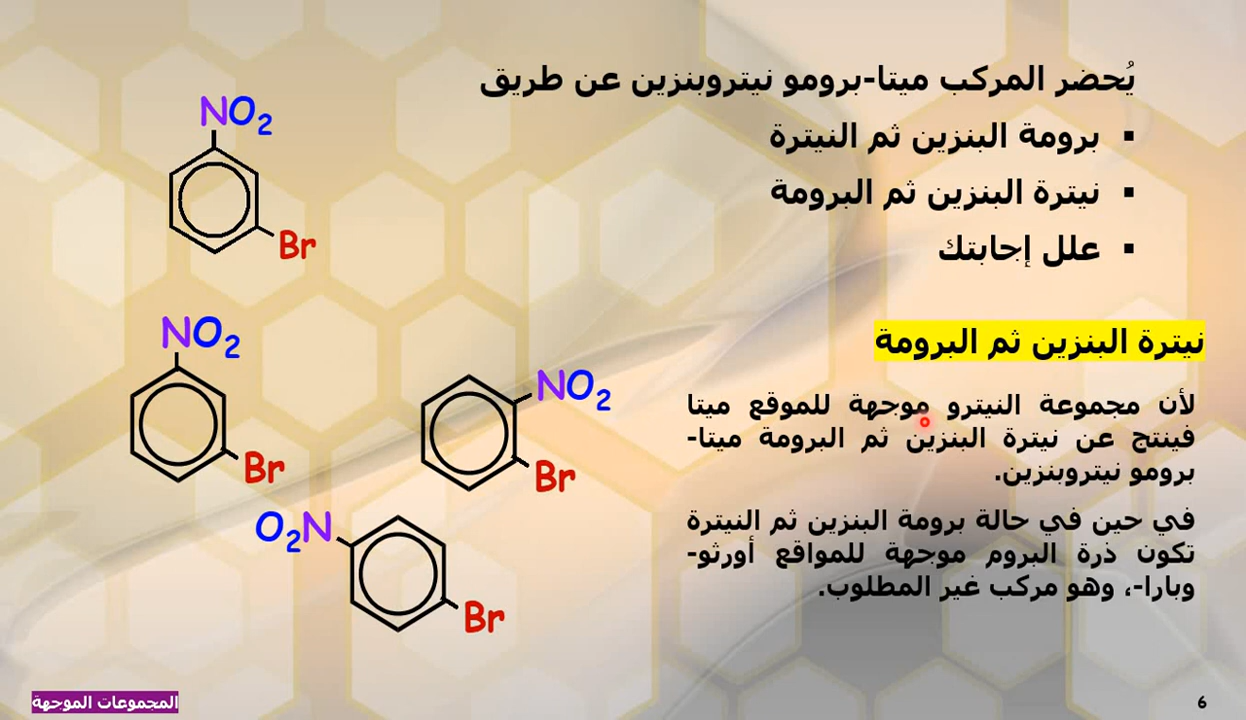 يُحضر المركب ميتا-برومو نيتروبنزين عن طريق
▪ برومة البنزين ثم النيترة
▪ نيترة البنزين ثم البرومة
▪ علل إجابتك
NO2
Br
نيترة البنزين ثم البرومة
لأن مجموعة النيترو موجهة للموقع ميتا
فينتج عن نيترة البنزين ثم البرومة ميتا-
برومو نيتروبنزين.
في حين في حالة برومة البنزين ثم النيترة
تكون ذرة البروم موجهة للمواقع أورثو-
وبارا-، وهو مركب غير المطلوب.
NO2
Br
NO2
Br
O2N
Br
المجموعات الموجهة
6